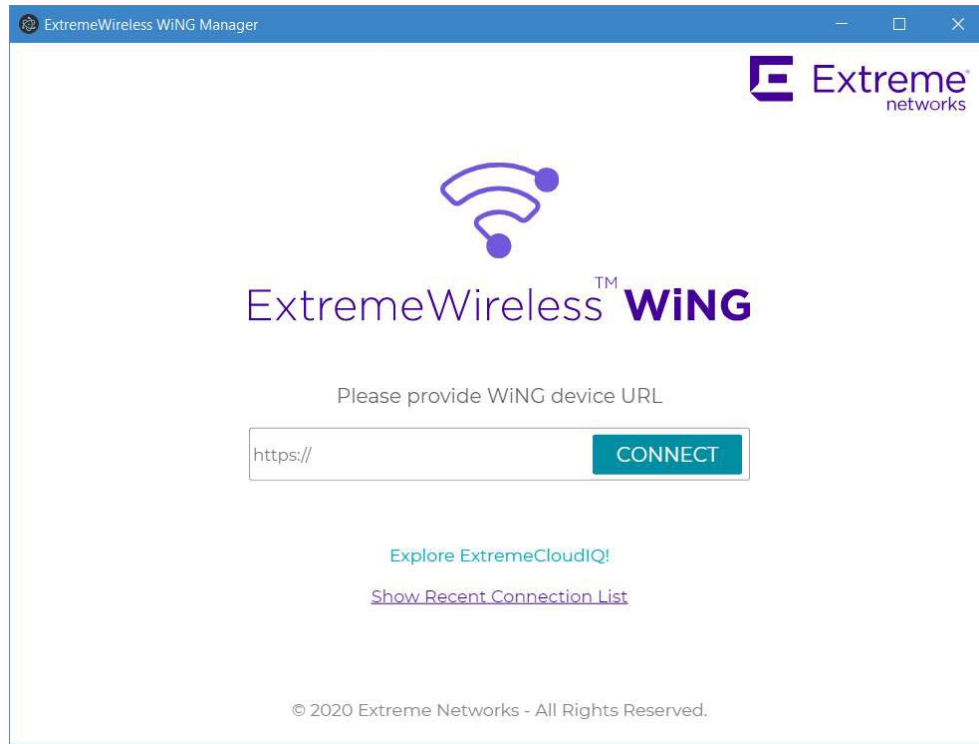 ExtremeWireless WiNG Manager
Extreme®
networks
ExtremeWireless™ WiNG
Please provide WiNG device URL
https://
CONNECT
Explore ExtremeCloudIQ!
Show Recent Connection List
© 2020 Extreme Networks - All Rights Reserved.